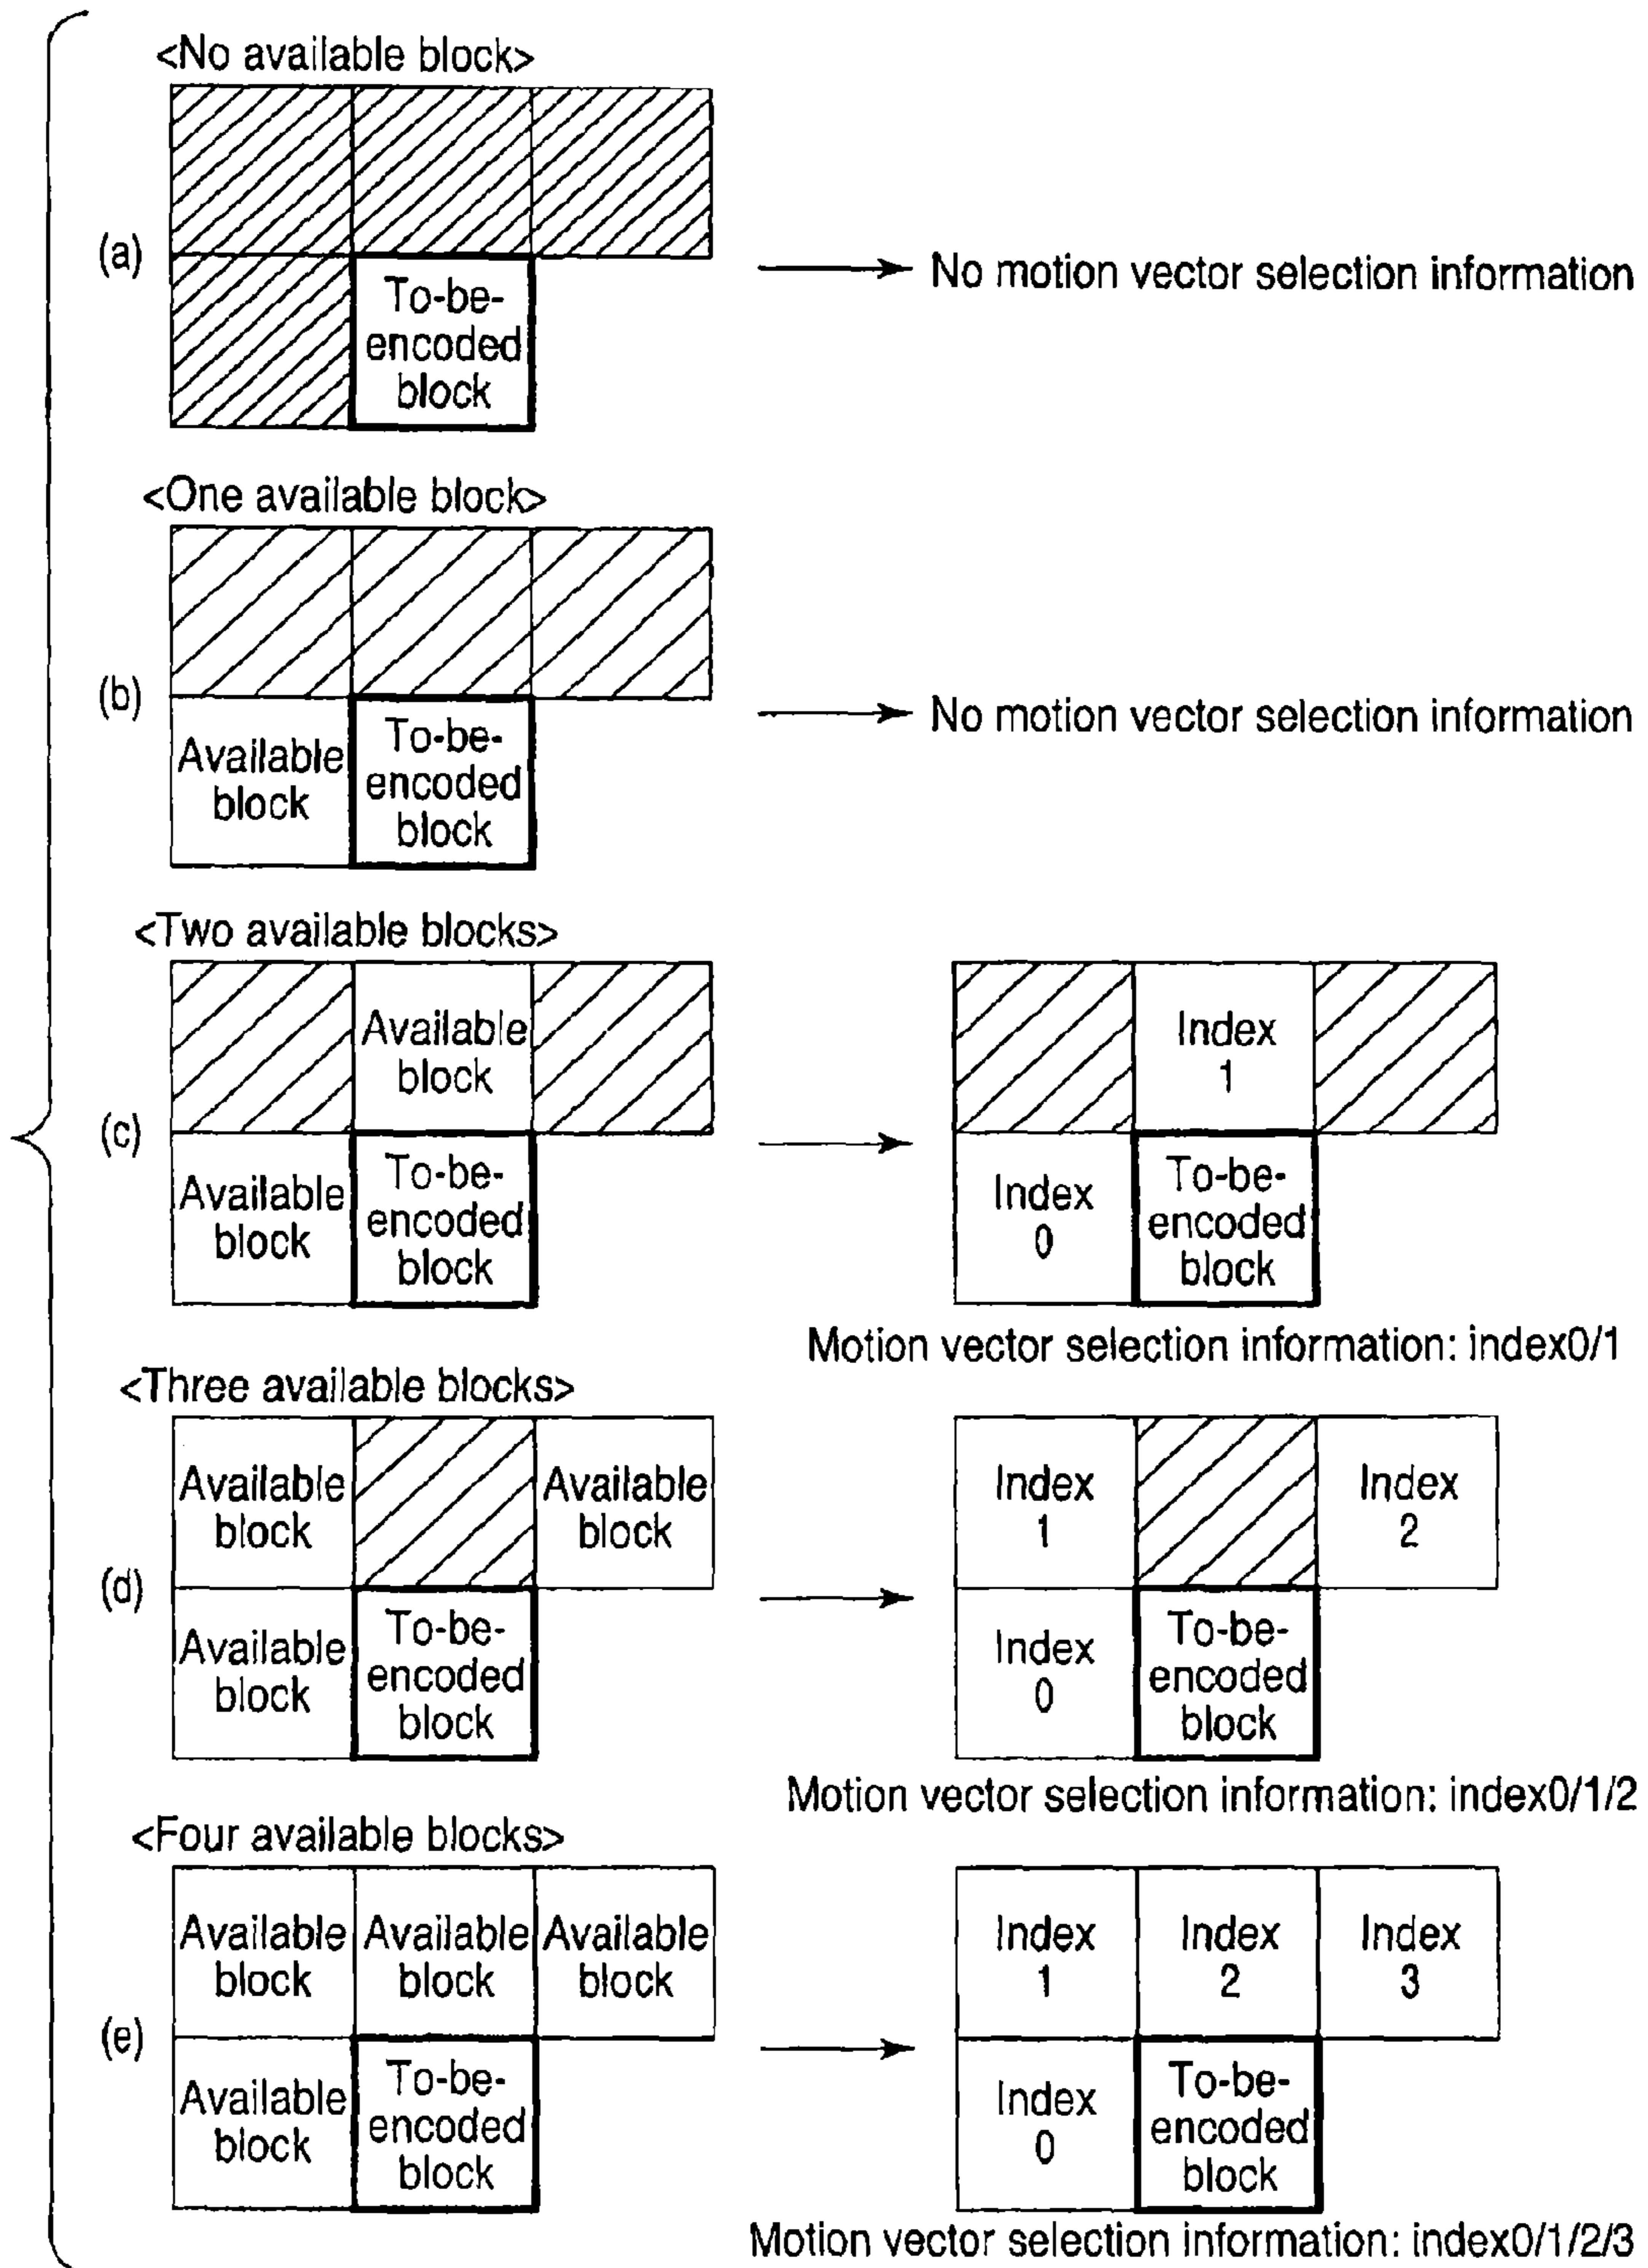 <No available block>
(a)
To-be-
encoded
block
No motion vector selection information
<One available block>
(b)
Available
block
To-be-
encoded
block
No motion vector selection information
<Two available blocks>
Available
block
(c)
Available
block
To-be-
encoded
block
Index
1
Index
0
To-be-
encoded
block
Motion vector selection information: index0/1
<Three available blocks>
Available
block
Available
block
(d)
Available
block
To-be-
encoded
block
Index
1
Index
2
Index
0
To-be-
encoded
block
Motion vector selection information: index0/1/2
<Four available blocks>
Available
block
Available
block
Available
block
(e)
Available
block
To-be-
encoded
block
Index
1
Index
2
Index
3
Index
0
To-be-
encoded
block
Motion vector selection information: index0/1/2/3